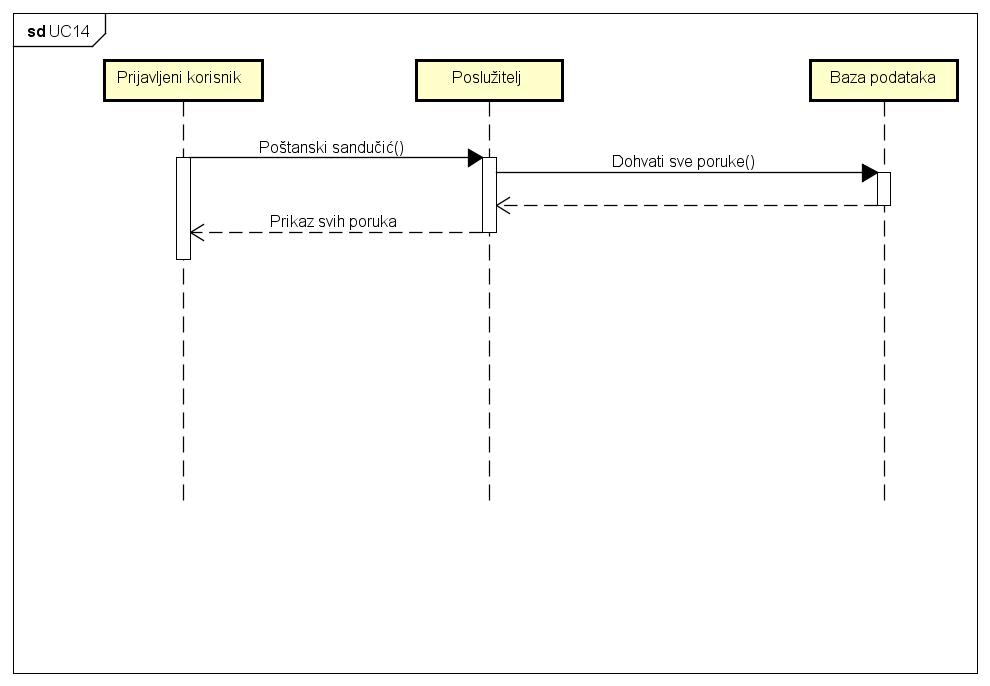 sd UC14
Prijavljeni korisnik
Poslužitelj
Baza podataka
Poštanski sandučić()
Dohvati sve poruke()
Prikaz svih poruka